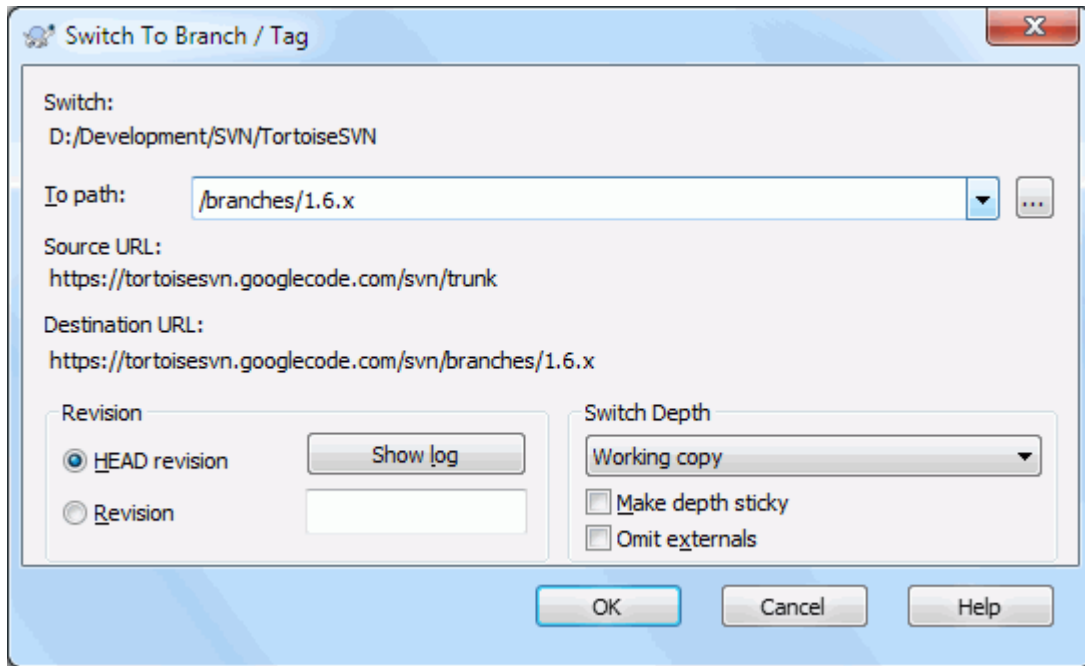 Switch To Branch / Tag
Switch:
D:/Development/SVN/TortoiseSVN
To path:
/branches/1.6.x
...
Source URL:
https://tortoisesvn.googlecode.com/svn/trunk
Destination URL:
https://tortoisesvn.googlecode.com/svn/branches/1.6.x
Revision
HEAD revision
Show log
Revision
Switch Depth
Working copy
Make depth sticky
Omit externals
OK
Cancel
Help